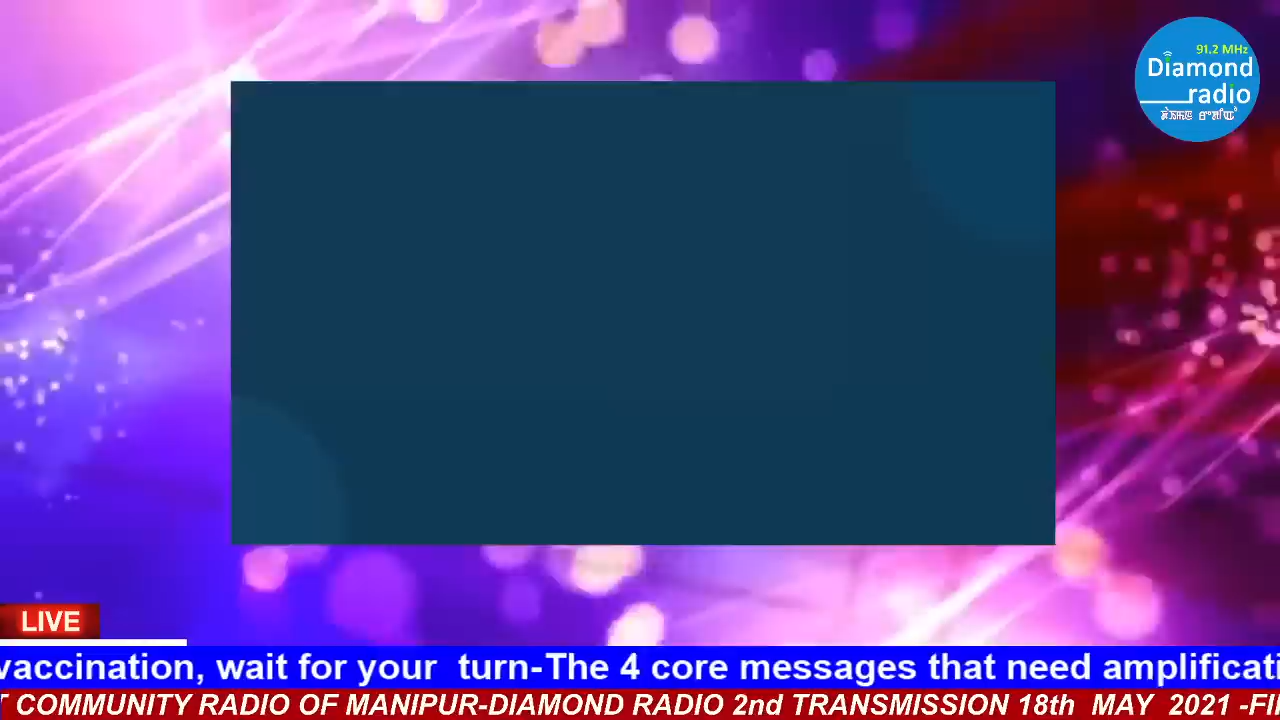 91.2 MHz
Diamond
radio
LIVE
vaccination, wait for your turn-The 4 core messages that need amplificati
T COMMUNITY RADIO OF MANIPUR-DIAMOND RADIO 2nd TRANSMISSION 18th MAY 2021 -FI